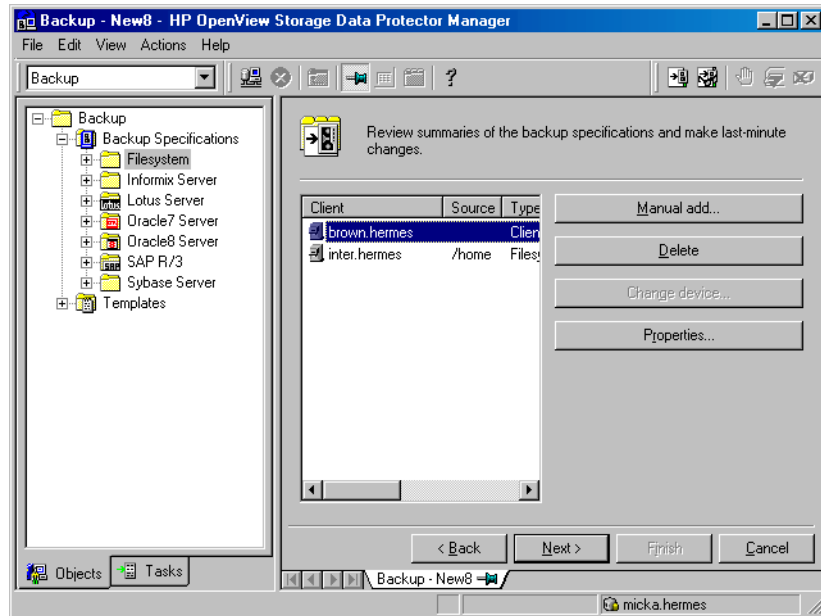 Backup - New8 - HP OpenView Storage Data Protector Manager
File Edit View Actions Help
Backup
?
Backup
Backup Specifications
Filesystem
Informix Server
Lotus Server
Oracle7 Server
Oracle8 Server
SAP R/3
Sybase Server
Templates
Objects
Tasks
Review summaries of the backup specifications and make last-minute
changes.
Client Source Type
brown.hermes Clien
inter.hermes /home Files
Manual add...
Delete
Change device...
Properties...
< Back
Next >
Finish
Cancel
Backup - New8
micka.hermes